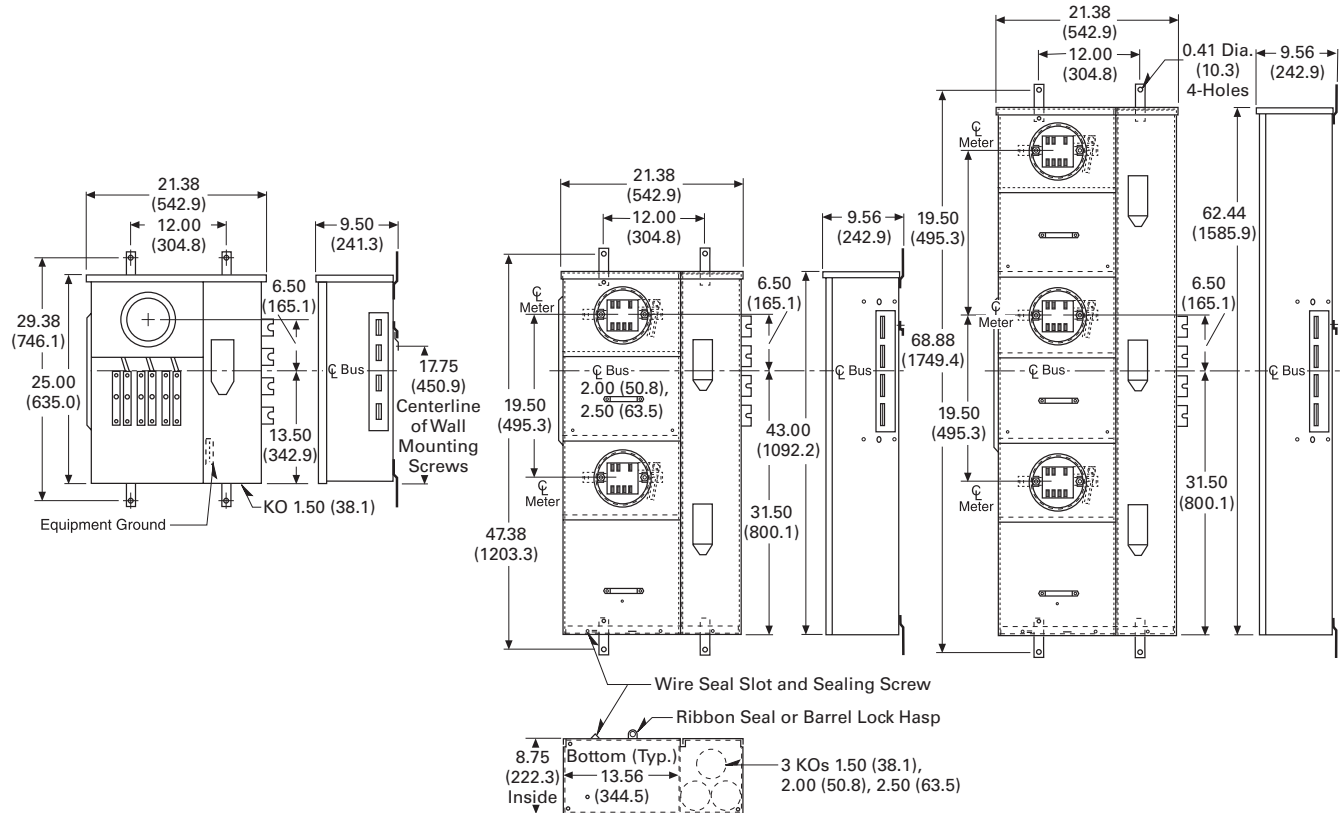 21.38
(542.9)
12.00
(304.8)
9.50
(241.3)
6.50
(165.1)
29.38
(746.1)
25.00
(635.0)
℄ Bus
17.75
(450.9)
Centerline
of Wall
Mounting
Screws
13.50
(342.9)
KO 1.50 (38.1)
Equipment Ground
21.38
(542.9)
12.00
(304.8)
9.56
(242.9)
℄
Meter
6.50
(165.1)
℄ Bus
2.00 (50.8),
2.50 (63.5)
℄ Bus
19.50
(495.3)
43.00
(1092.2)
℄
Meter
31.50
(800.1)
47.38
(1203.3)
21.38
(542.9)
12.00
(304.8)
0.41 Dia.
(10.3)
4-Holes
9.56
(242.9)
℄
Meter
19.50
(495.3)
62.44
(1585.9)
℄
Meter
6.50
(165.1)
68.88
(1749.4)
℄ Bus
℄ Bus
19.50
(495.3)
℄
Meter
31.50
(800.1)
Wire Seal Slot and Sealing Screw
Ribbon Seal or Barrel Lock Hasp
8.75
(222.3)
Inside
Bottom (Typ.)
13.56
(344.5)
3 KOs 1.50 (38.1),
2.00 (50.8), 2.50 (63.5)